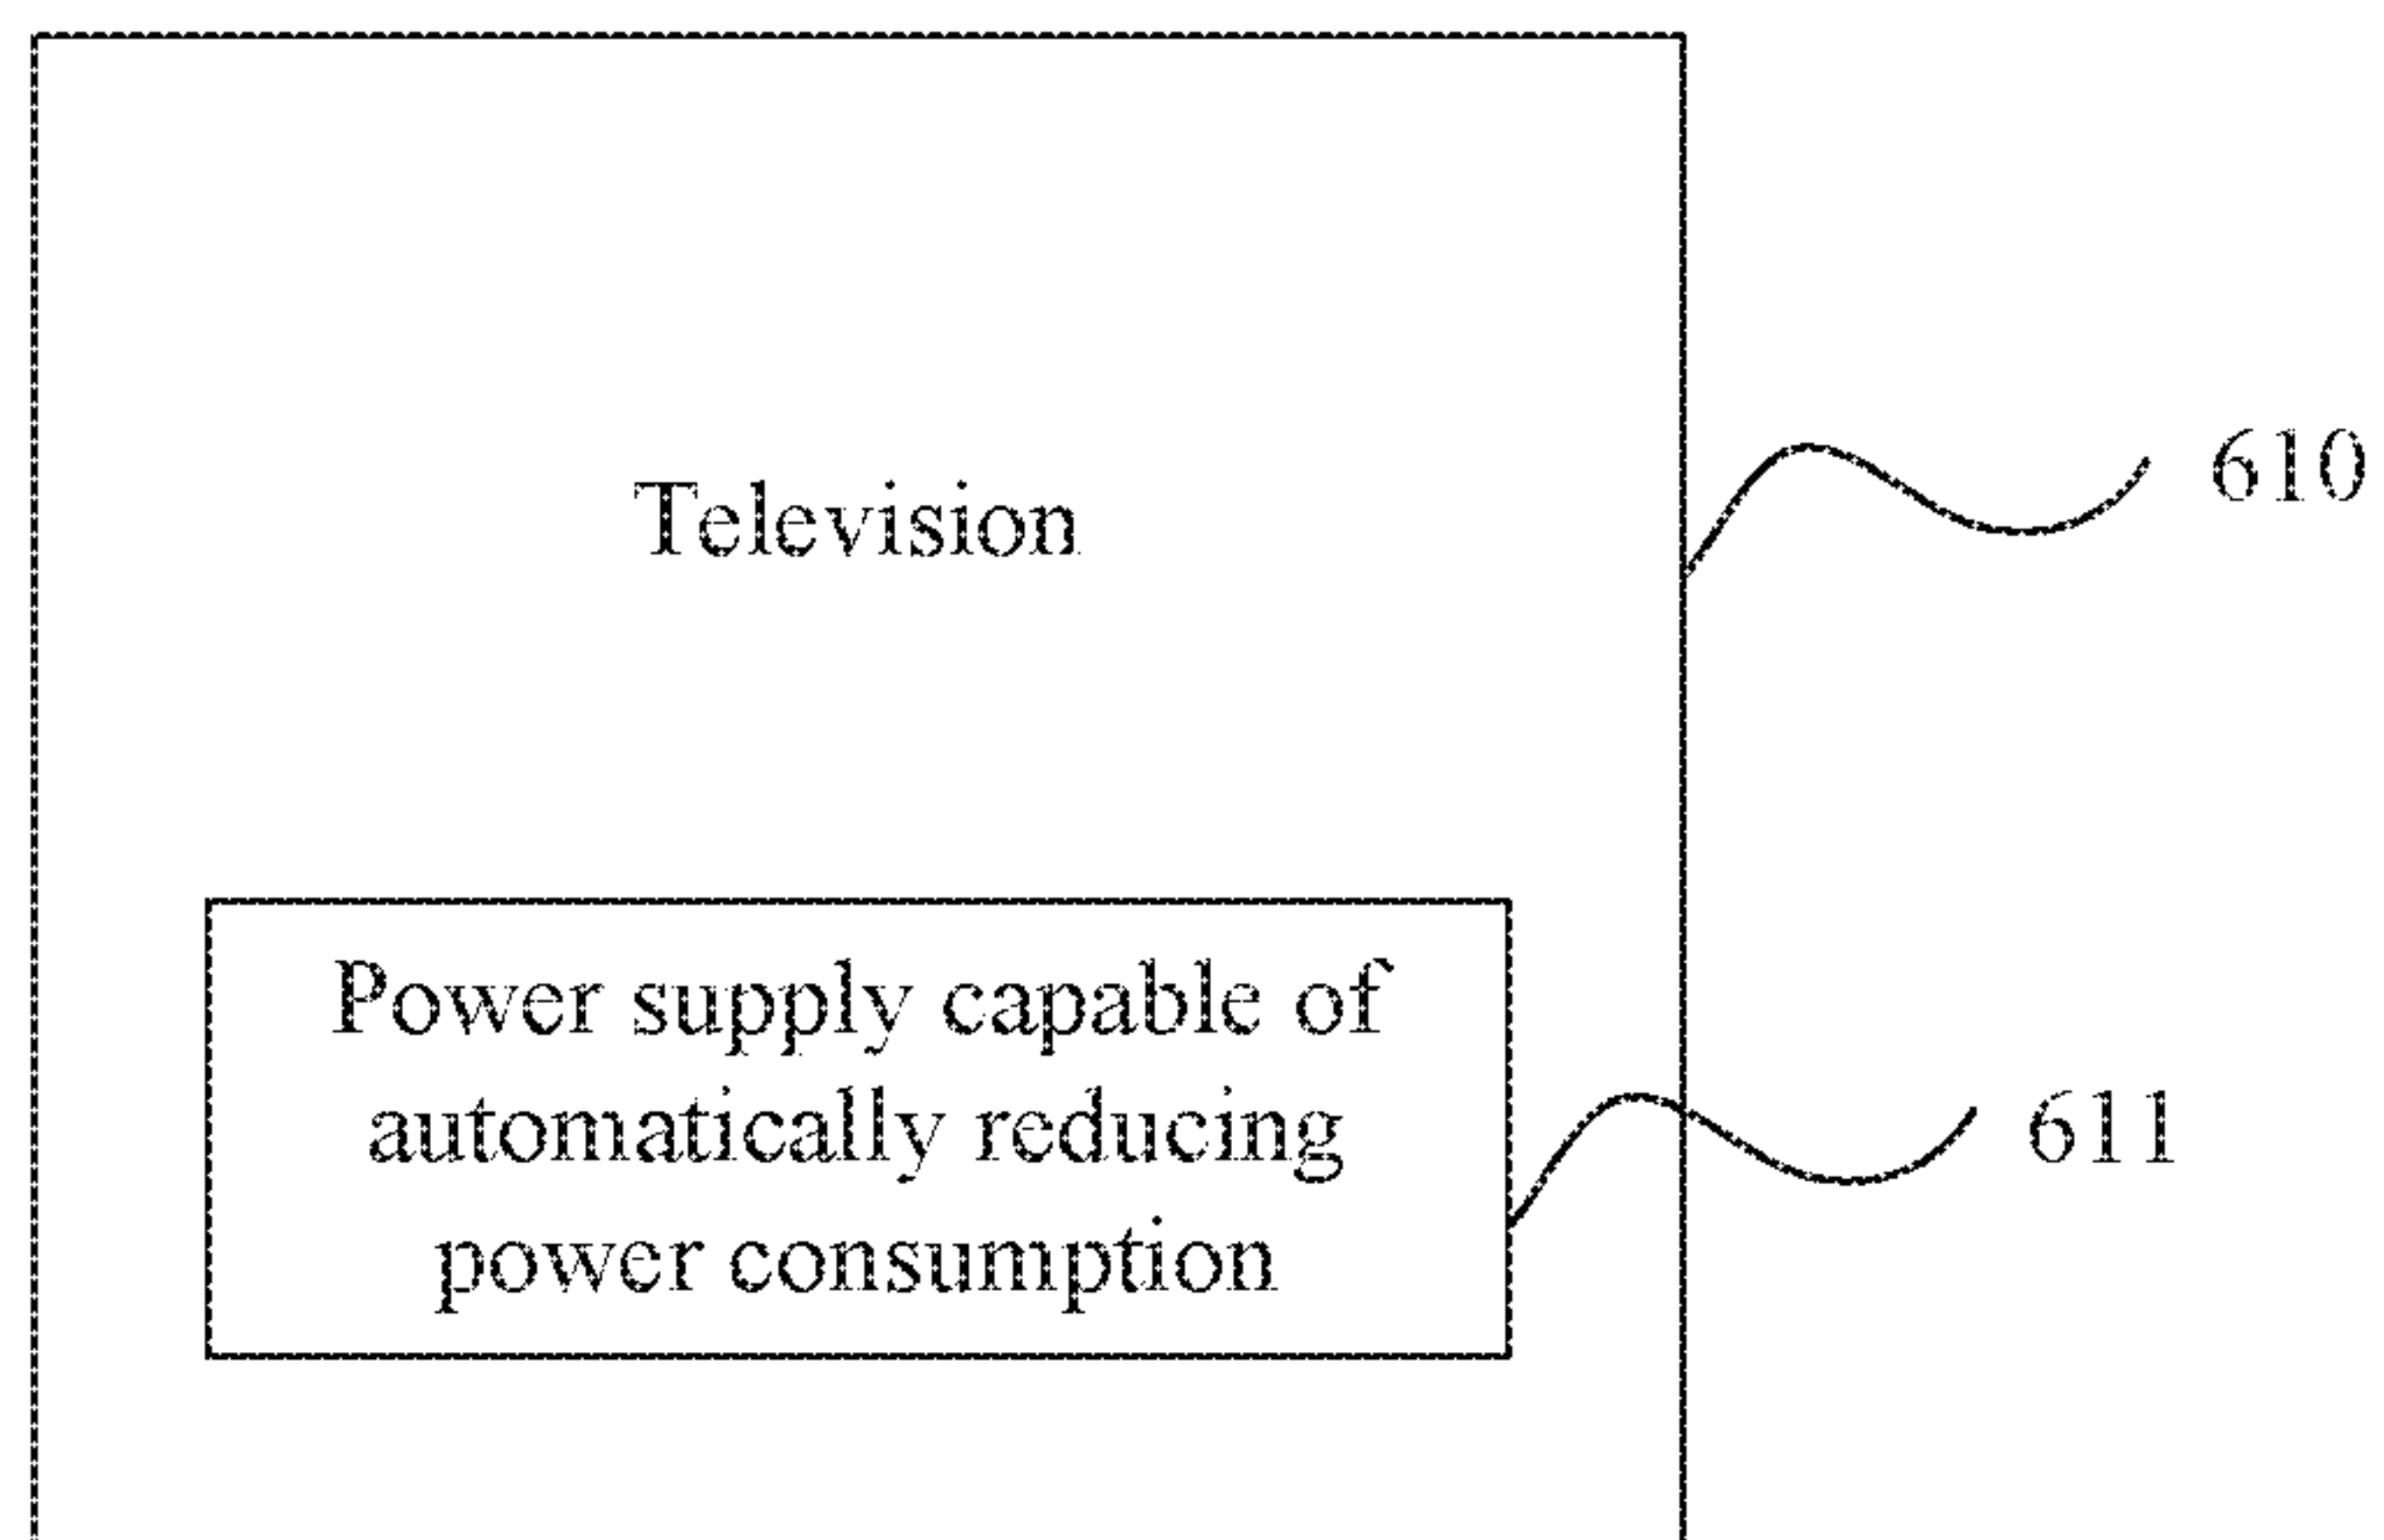 610
Television
Power supply capable of
automatically reducing
power consumption
611